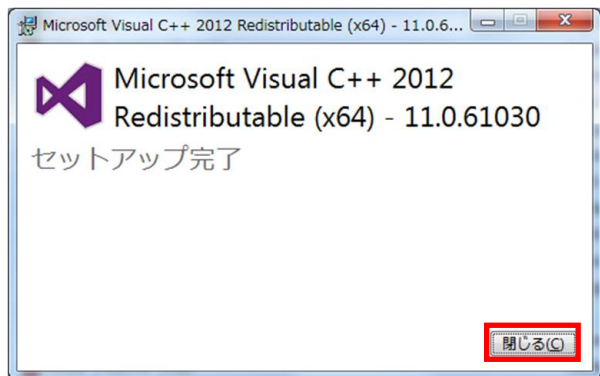 Microsoft Visual C++ 2012 Redistributable (x64) - 11.0.6...
Microsoft Visual C++ 2012
Redistributable (x64) - 11.0.61030
セットアップ完了
閉じる(C)